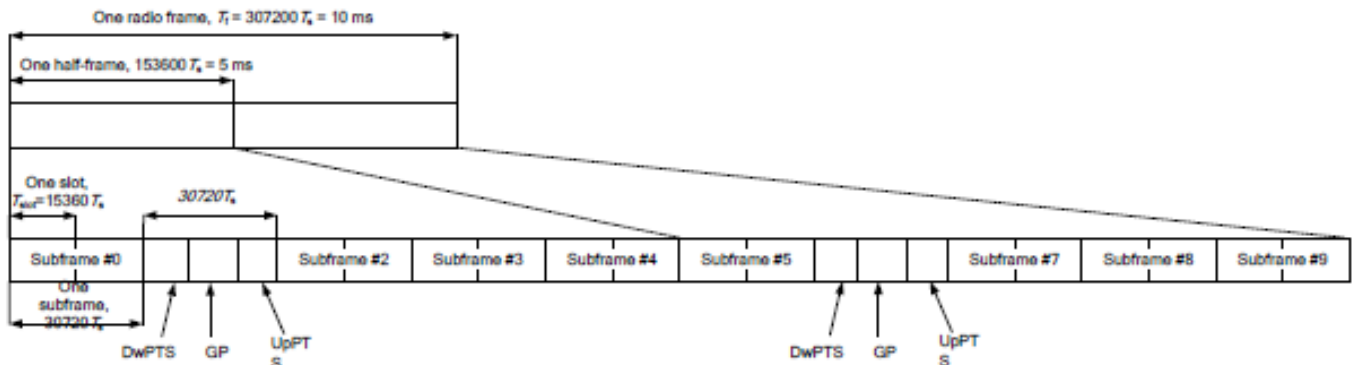 One radio frame, Tf = 307200 Ts = 10 ms
One half-frame, 153600 Ts = 5 ms
One slot,
Tslot=15360 Ts
30720Ts
Subframe #0
Subframe #2
Subframe #3
Subframe #4
Subframe #5
Subframe #7
Subframe #8
Subframe #9
One
subframe,
30720 Ts
DwPTS
GP
UpPT
S
DwPTS
GP
UpPT
S